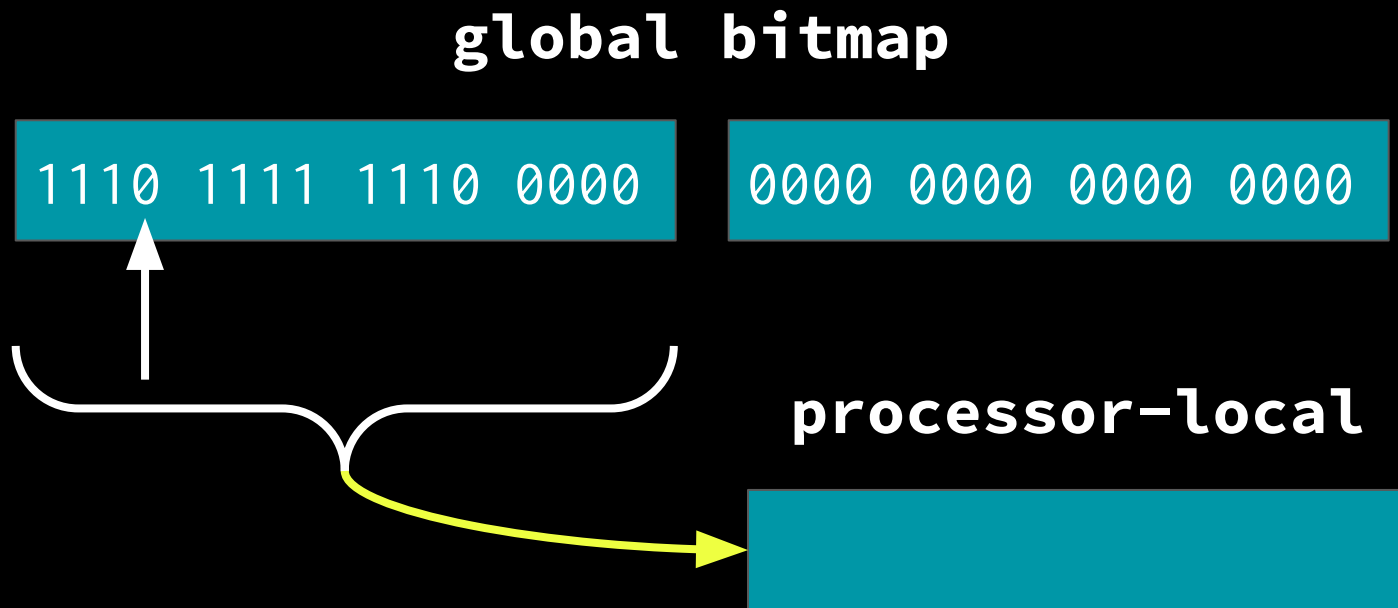 global bitmap
1110 1111 1110 0000
0000 0000 0000 0000
processor-local